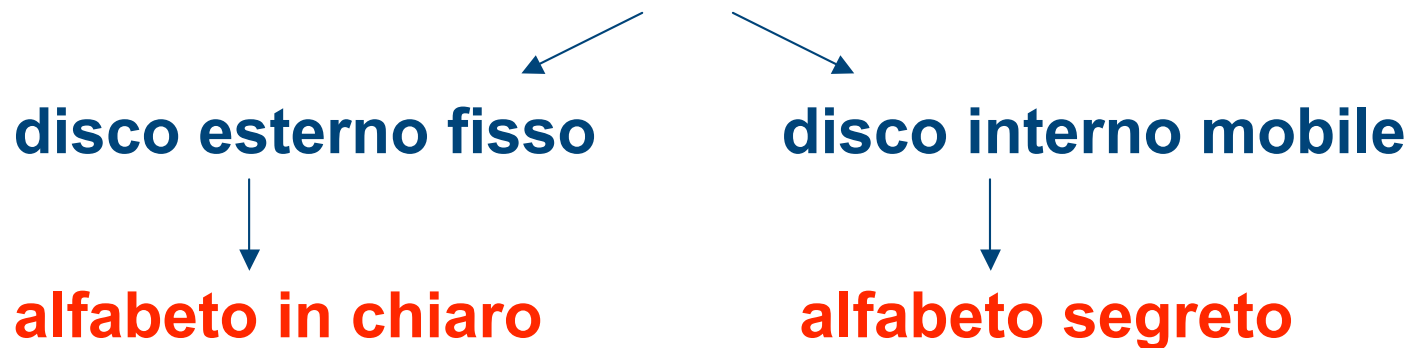 disco esterno fisso disco interno mobile
alfabeto in chiaro alfabeto segreto